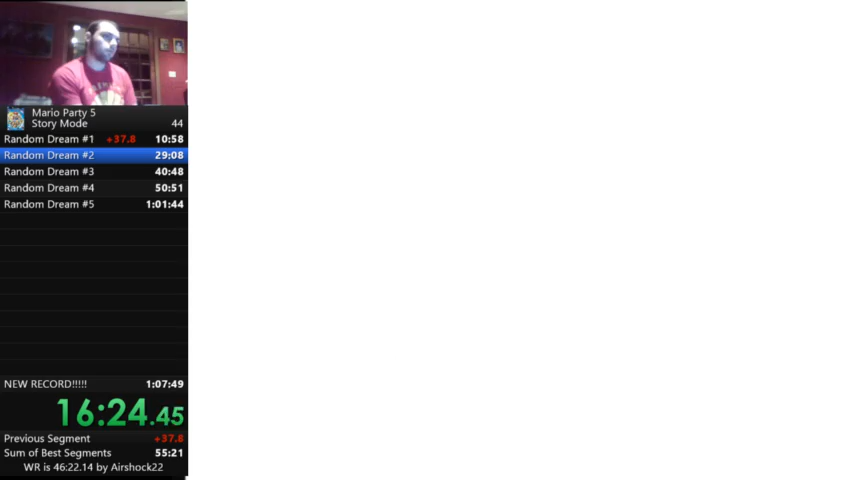 Mario Party 5
Story Mode 44
Random Dream #1 +37.8 10:58
Random Dream #2 29:08
Random Dream #3 40:48
Random Dream #4 50:51
Random Dream #5 1:01:44
NEW RECORD!!!!! 1:07:49
16:24.45
Previous Segment +37.8
Sum of Best Segments 55:21
WR is 46:22.14 by Airshock22